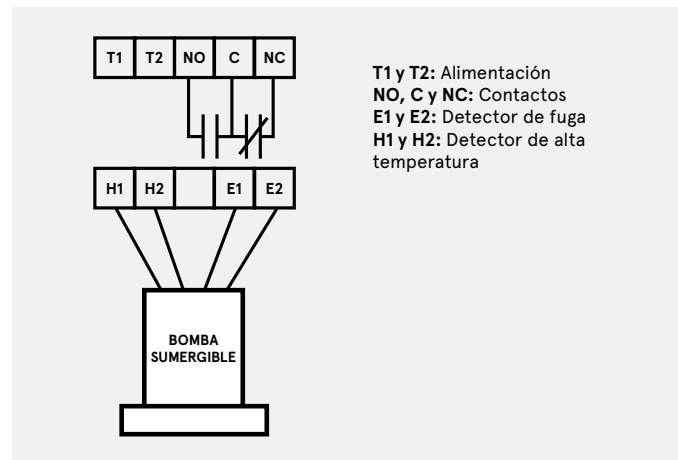 T1 T2 NO C NC
T1 y T2: Alimentación
NO, C y NC: Contactos
E1 y E2: Detector de fuga
H1 y H2: Detector de alta
temperatura
H1 H2 E1 E2
BOMBA
SUMERGIBLE